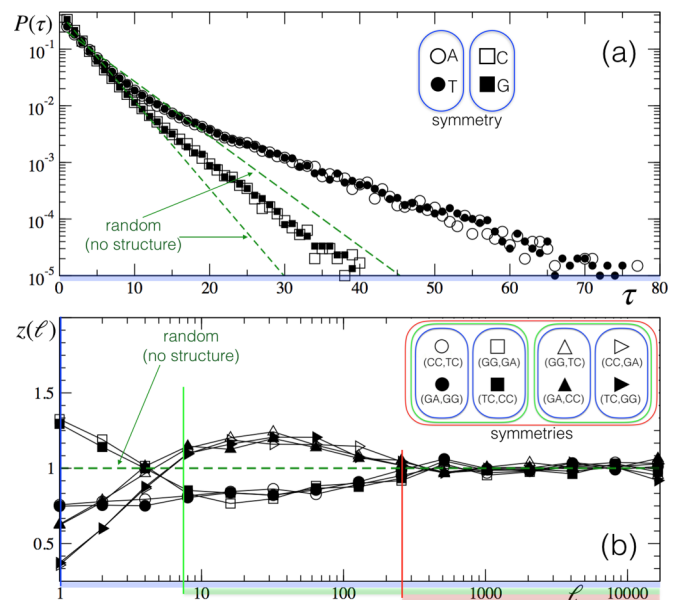 P(τ)
(a)
A
C
T
G
symmetry
10⁻¹
10⁻²
10⁻³
10⁻⁴
10⁻⁵
random
(no structure)
0
10
20
30
40
50
60
70
80
τ
z(ℓ)
random
(no structure)
(CC,TC)
(GG,GA)
(GG,TC)
(CC,GA)
(GA,GG)
(TC,CC)
(GA,CC)
(TC,GG)
symmetries
1.5
1
0.5
(b)
1
10
100
1000
10000
ℓ